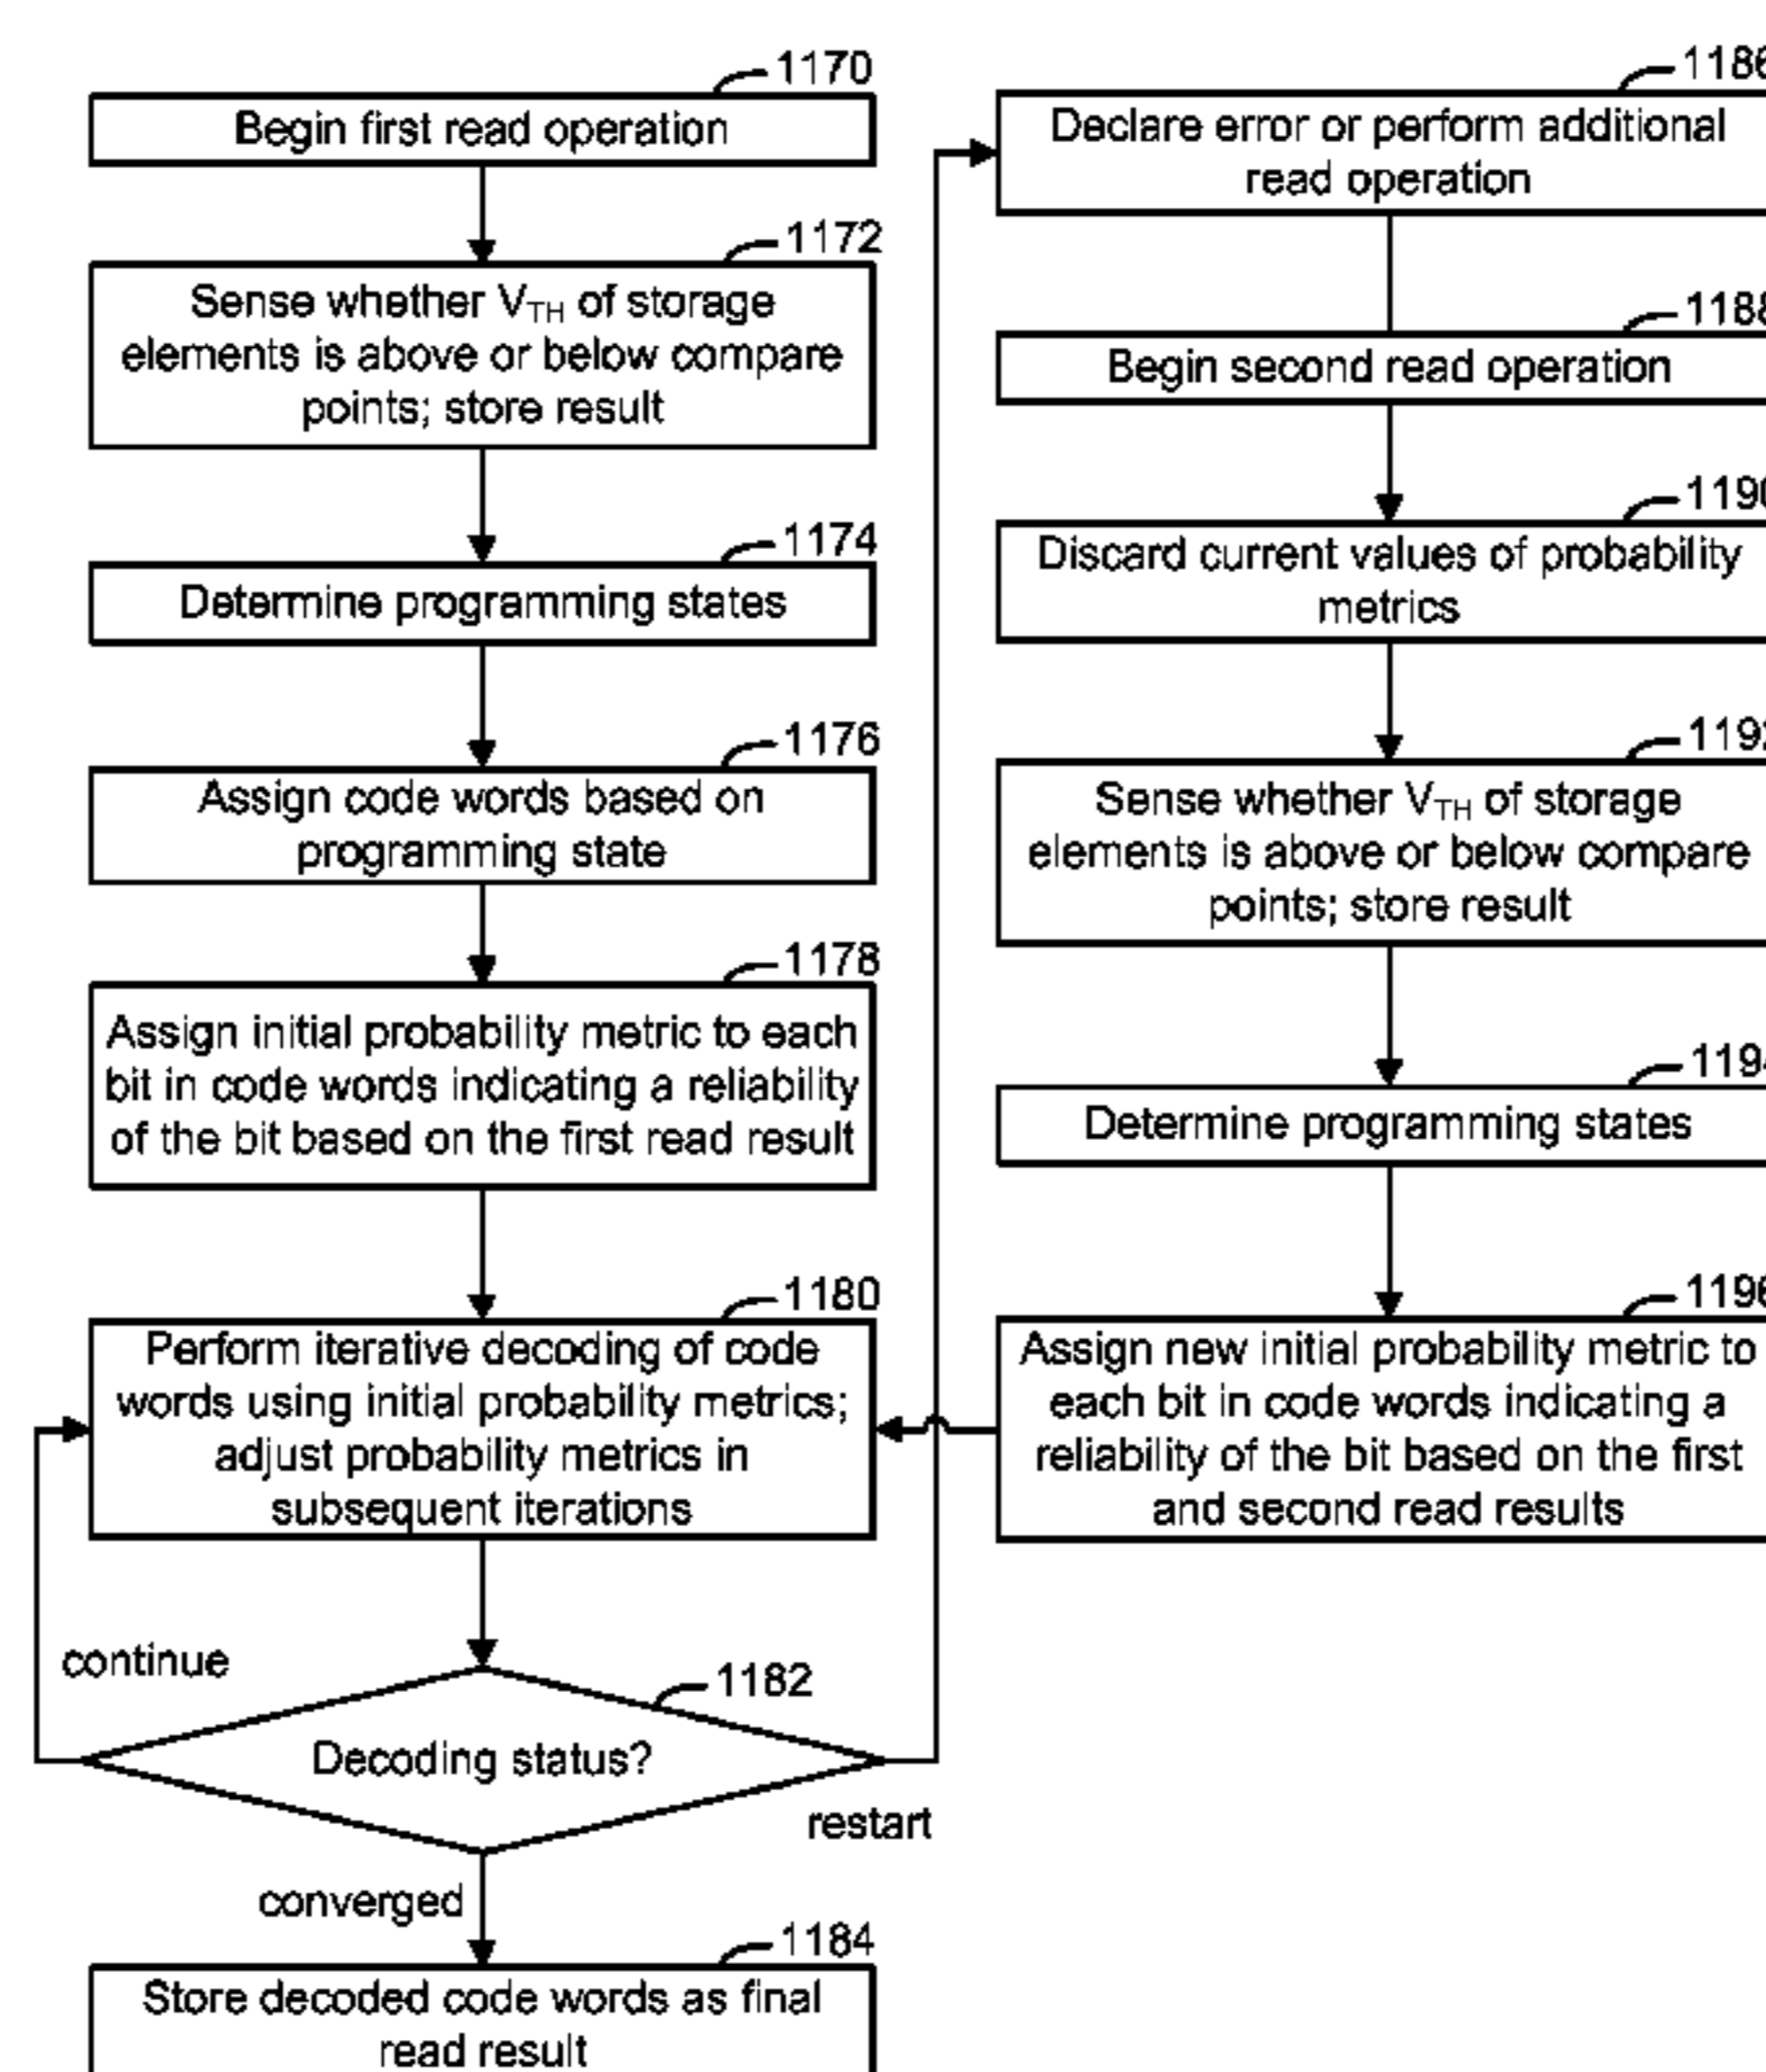 1170
Begin first read operation
1172
Sense whether VTH of storage
elements is above or below compare
points; store result
1174
Determine programming states
1176
Assign code words based on
programming state
1178
Assign initial probability metric to each
bit in code words indicating a reliability
of the bit based on the first read result
1180
Perform iterative decoding of code
words using initial probability metrics;
adjust probability metrics in
subsequent iterations
continue
1182
Decoding status?
restart
converged
1184
Store decoded code words as final
read result
1186
Declare error or perform additional
read operation
1188
Begin second read operation
1190
Discard current values of probability
metrics
1192
Sense whether VTH of storage
elements is above or below compare
points; store result
1194
Determine programming states
1196
Assign new initial probability metric to
each bit in code words indicating a
reliability of the bit based on the first
and second read results